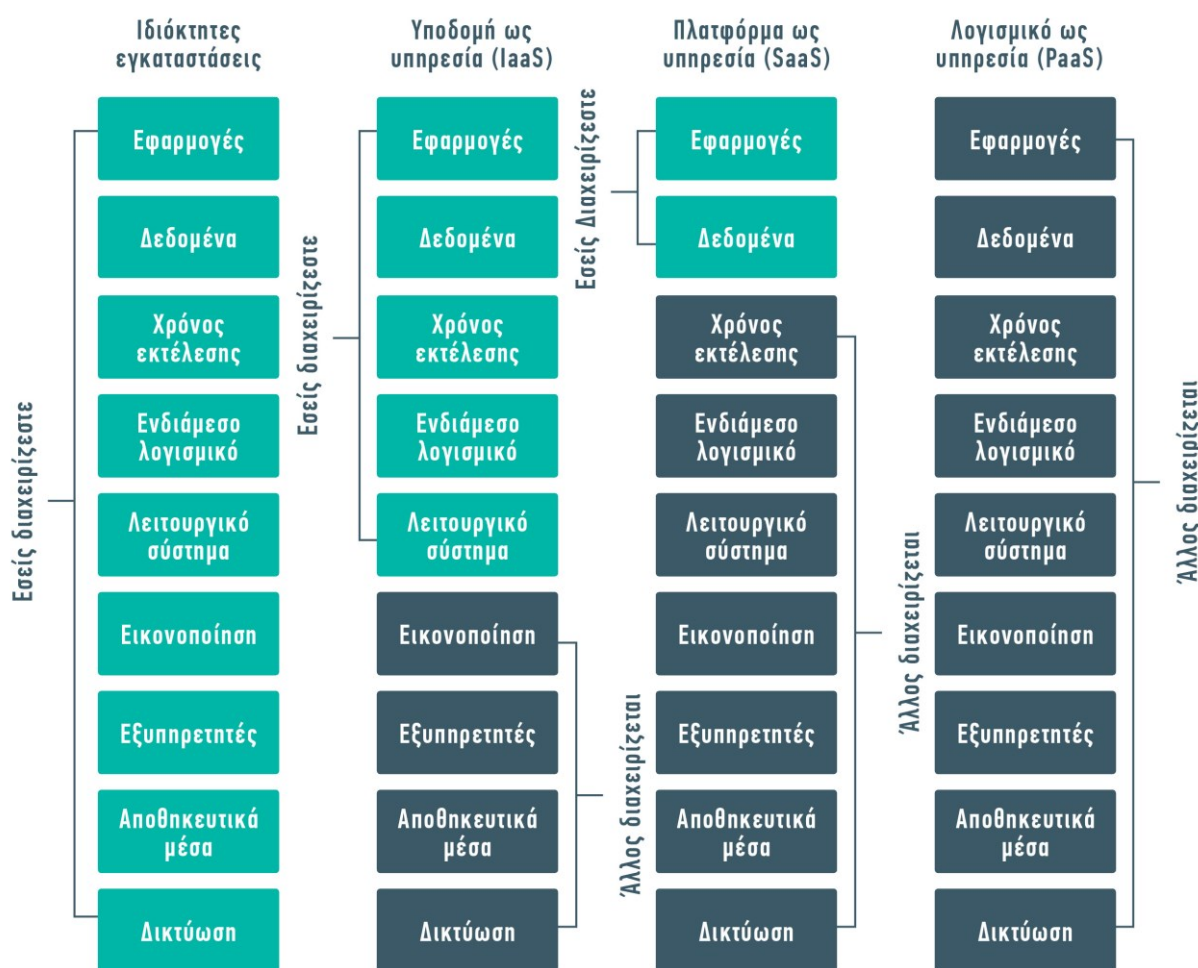 Ιδιόκτητες
εγκαταστάσεις
Εσείς διαχειρίζεστε
Εφαρμογές
Δεδομένα
Χρόνος
εκτέλεσης
Ενδιάμεσο
λογισμικό
Λειτουργικό
σύστημα
Εικονοποίηση
Εξυπηρετητές
Αποθηκευτικά
μέσα
Δικτύωση
Υποδομή ως
υπηρεσία (IaaS)
Εσείς διαχειρίζεστε
Εφαρμογές
Δεδομένα
Χρόνος
εκτέλεσης
Ενδιάμεσο
λογισμικό
Λειτουργικό
σύστημα
Εικονοποίηση
Εξυπηρετητές
Αποθηκευτικά
μέσα
Δικτύωση
Άλλος διαχειρίζεται
Πλατφόρμα ως
υπηρεσία (SaaS)
Εσείς Διαχειρίζεστε
Εφαρμογές
Δεδομένα
Χρόνος
εκτέλεσης
Ενδιάμεσο
λογισμικό
Λειτουργικό
σύστημα
Εικονοποίηση
Εξυπηρετητές
Αποθηκευτικά
μέσα
Δικτύωση
Άλλος διαχειρίζεται
Λογισμικό ως
υπηρεσία (PaaS)
Εφαρμογές
Δεδομένα
Χρόνος
εκτέλεσης
Ενδιάμεσο
λογισμικό
Λειτουργικό
σύστημα
Εικονοποίηση
Εξυπηρετητές
Αποθηκευτικά
μέσα
Δικτύωση
Άλλος διαχειρίζεται